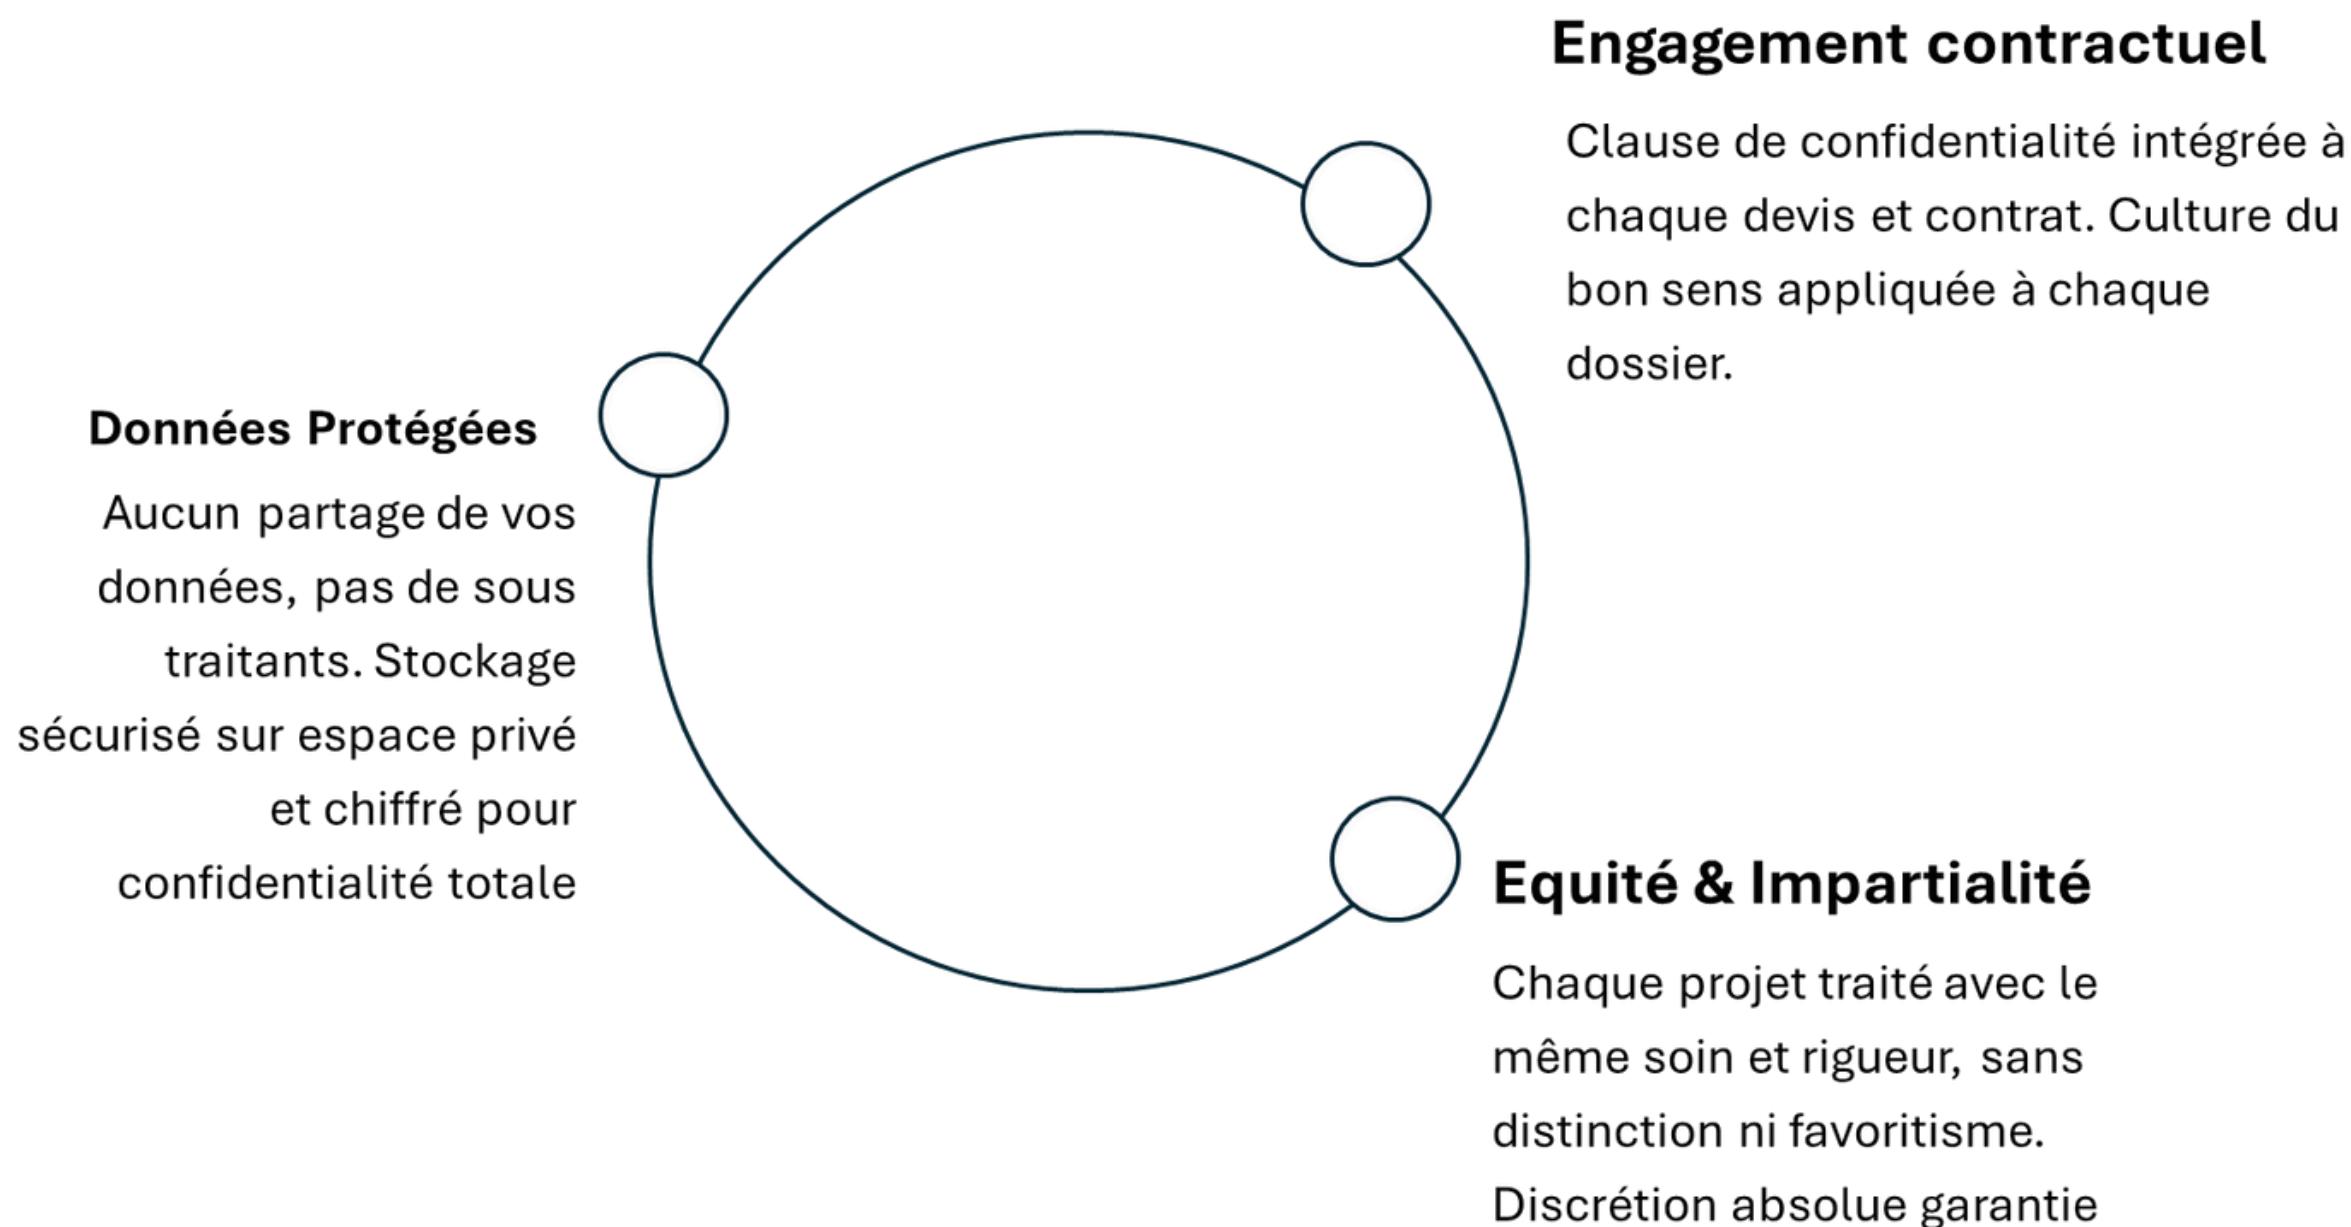 Engagement contractuel
Clause de confidentialité intégrée à
chaque devis et contrat. Culture du
bon sens appliquée à chaque
dossier.
Données Protégées
Aucun partage de vos
données, pas de sous
traitants. Stockage
sécurisé sur espace privé
et chiffré pour
confidentialité totale
Equité & Impartialité
Chaque projet traité avec le
même soin et rigueur, sans
distinction ni favoritisme.
Discrétion absolue garantie